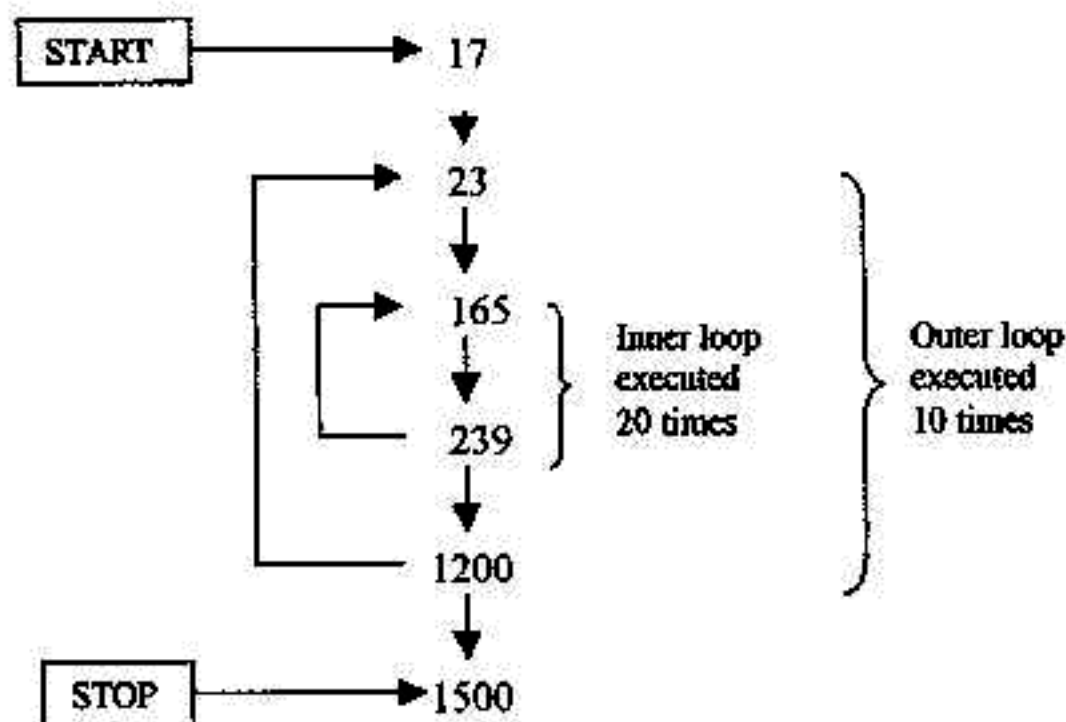 START
17
23
165
Inner loop
executed
20 times
Outer loop
executed
10 times
239
1200
STOP
1500